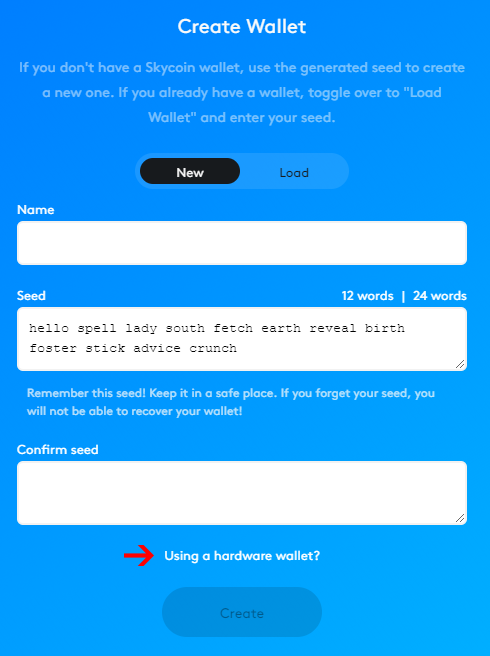 Create Wallet
If you don't have a Skycoin wallet, use the generated seed to create
a new one. If you already have a wallet, toggle over to "Load
Wallet" and enter your seed.
New Load
Name
Seed 12 words | 24 words
hello spell lady south fetch earth reveal birth
foster stick advice crunch
Remember this seed! Keep it in a safe place. If you forget your seed, you
will not be able to recover your wallet!
Confirm seed
Using a hardware wallet?
Create